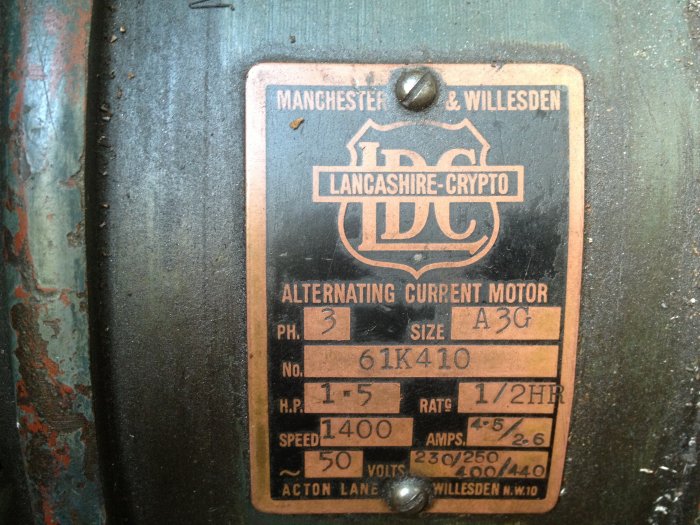 MANCHESTER & WILLESDEN
LDC
LANCASHIRE-CRYPTO
ALTERNATING CURRENT MOTOR
PH. 3 SIZE A3G
No. 61K410
H.P. 1.5 RATG 1/2HR
SPEED 1400 AMPS. 4.5/2.6
~ 50 VOLTS 230/250
400/440
ACTON LANE WILLESDEN N.W.10